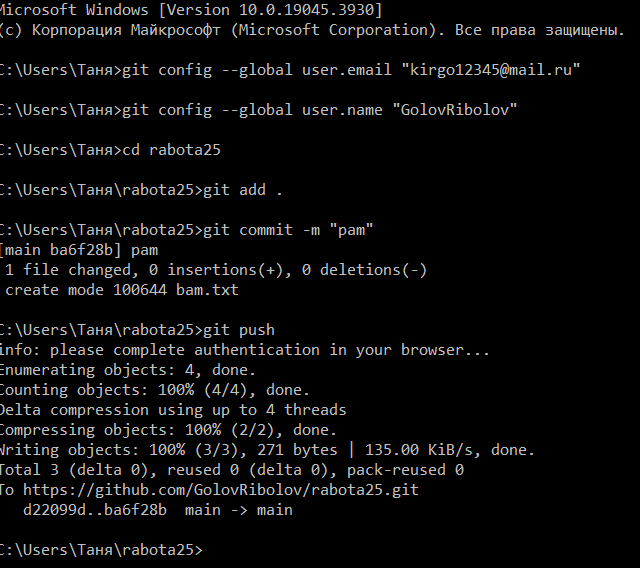 Microsoft Windows [Version 10.0.19045.3930]
(c) Корпорация Майкрософт (Microsoft Corporation). Все права защищены.
C:\Users\Таня>git config --global user.email "kirgo12345@mail.ru"
C:\Users\Таня>git config --global user.name "GolovRibolov"
C:\Users\Таня>cd rabota25
C:\Users\Таня\rabota25>git add .
C:\Users\Таня\rabota25>git commit -m "pam"
[main ba6f28b] pam
1 file changed, 0 insertions(+), 0 deletions(-)
create mode 100644 bam.txt
C:\Users\Таня\rabota25>git push
info: please complete authentication in your browser...
Enumerating objects: 4, done.
Counting objects: 100% (4/4), done.
Delta compression using up to 4 threads
Compressing objects: 100% (2/2), done.
Writing objects: 100% (3/3), 271 bytes | 135.00 KiB/s, done.
Total 3 (delta 0), reused 0 (delta 0), pack-reused 0
To https://github.com/GolovRibolov/rabota25.git
d22099d..ba6f28b  main -> main
C:\Users\Таня\rabota25>